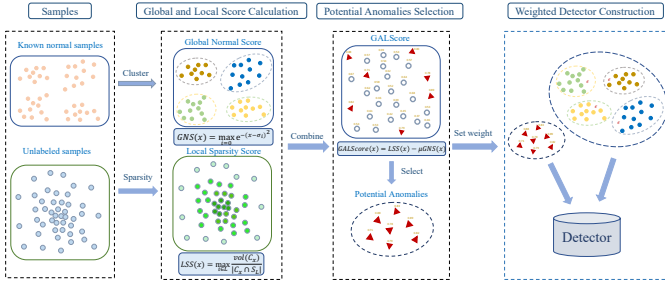 Samples
Global and Local Score Calculation
Potential Anomalies Selection
Weighted Detector Construction
Known normal samples
Global Normal Score
GALScore
Cluster
GNS(x) = max e^{-(x-σ_i)^2}
i=0
Combine
Set weight
Unlabeled samples
Local Sparsity Score
GALScore(x) = LSS(x) − μGNS(x)
Sparsity
Select
Potential Anomalies
LSS(x) = max vol(C_x) / |C_x ∩ S_L|
Detector